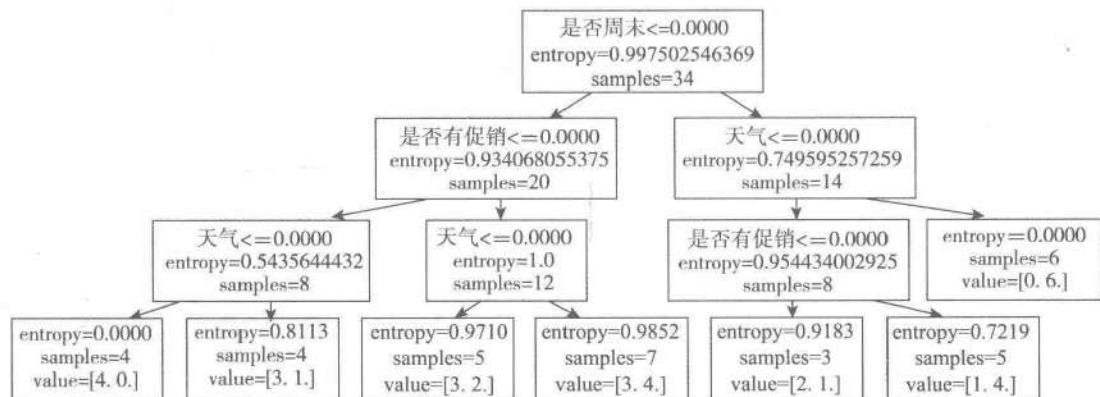 是否周末<=0.0000
entropy=0.997502546369
samples=34
是否有促销<=0.0000
entropy=0.934068055375
samples=20
天气<=0.0000
entropy=0.749595257259
samples=14
天气<=0.0000
entropy=0.5435644432
samples=8
天气<=0.0000
entropy=1.0
samples=12
是否有促销<=0.0000
entropy=0.954434002925
samples=8
entropy=0.0000
samples=6
value=[0. 6.]
entropy=0.0000
samples=4
value=[4. 0.]
entropy=0.8113
samples=4
value=[3. 1.]
entropy=0.9710
samples=5
value=[3. 2.]
entropy=0.9852
samples=7
value=[3. 4.]
entropy=0.9183
samples=3
value=[2. 1.]
entropy=0.7219
samples=5
value=[1. 4.]